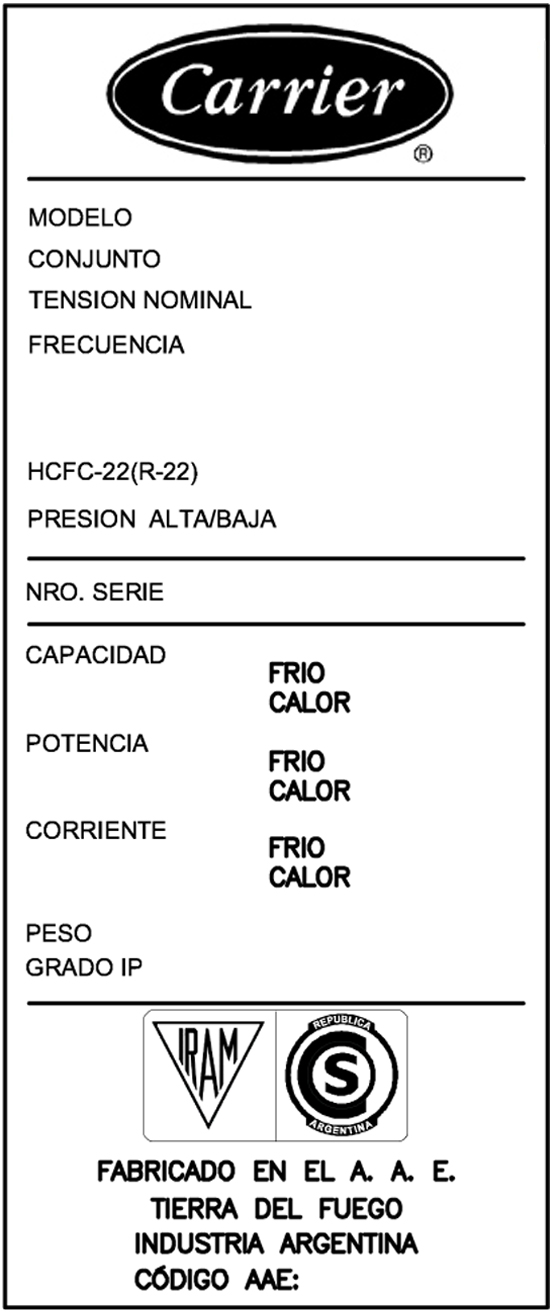 Carrier
®
MODELO
CONJUNTO
TENSION NOMINAL
FRECUENCIA
HCFC-22(R-22)
PRESION ALTA/BAJA
NRO. SERIE
CAPACIDAD
FRIO
CALOR
POTENCIA
FRIO
CALOR
CORRIENTE
FRIO
CALOR
PESO
GRADO IP
IRAM
REPUBLICA
S
ARGENTINA
FABRICADO EN EL A. A. E.
TIERRA DEL FUEGO
INDUSTRIA ARGENTINA
CÓDIGO AAE: